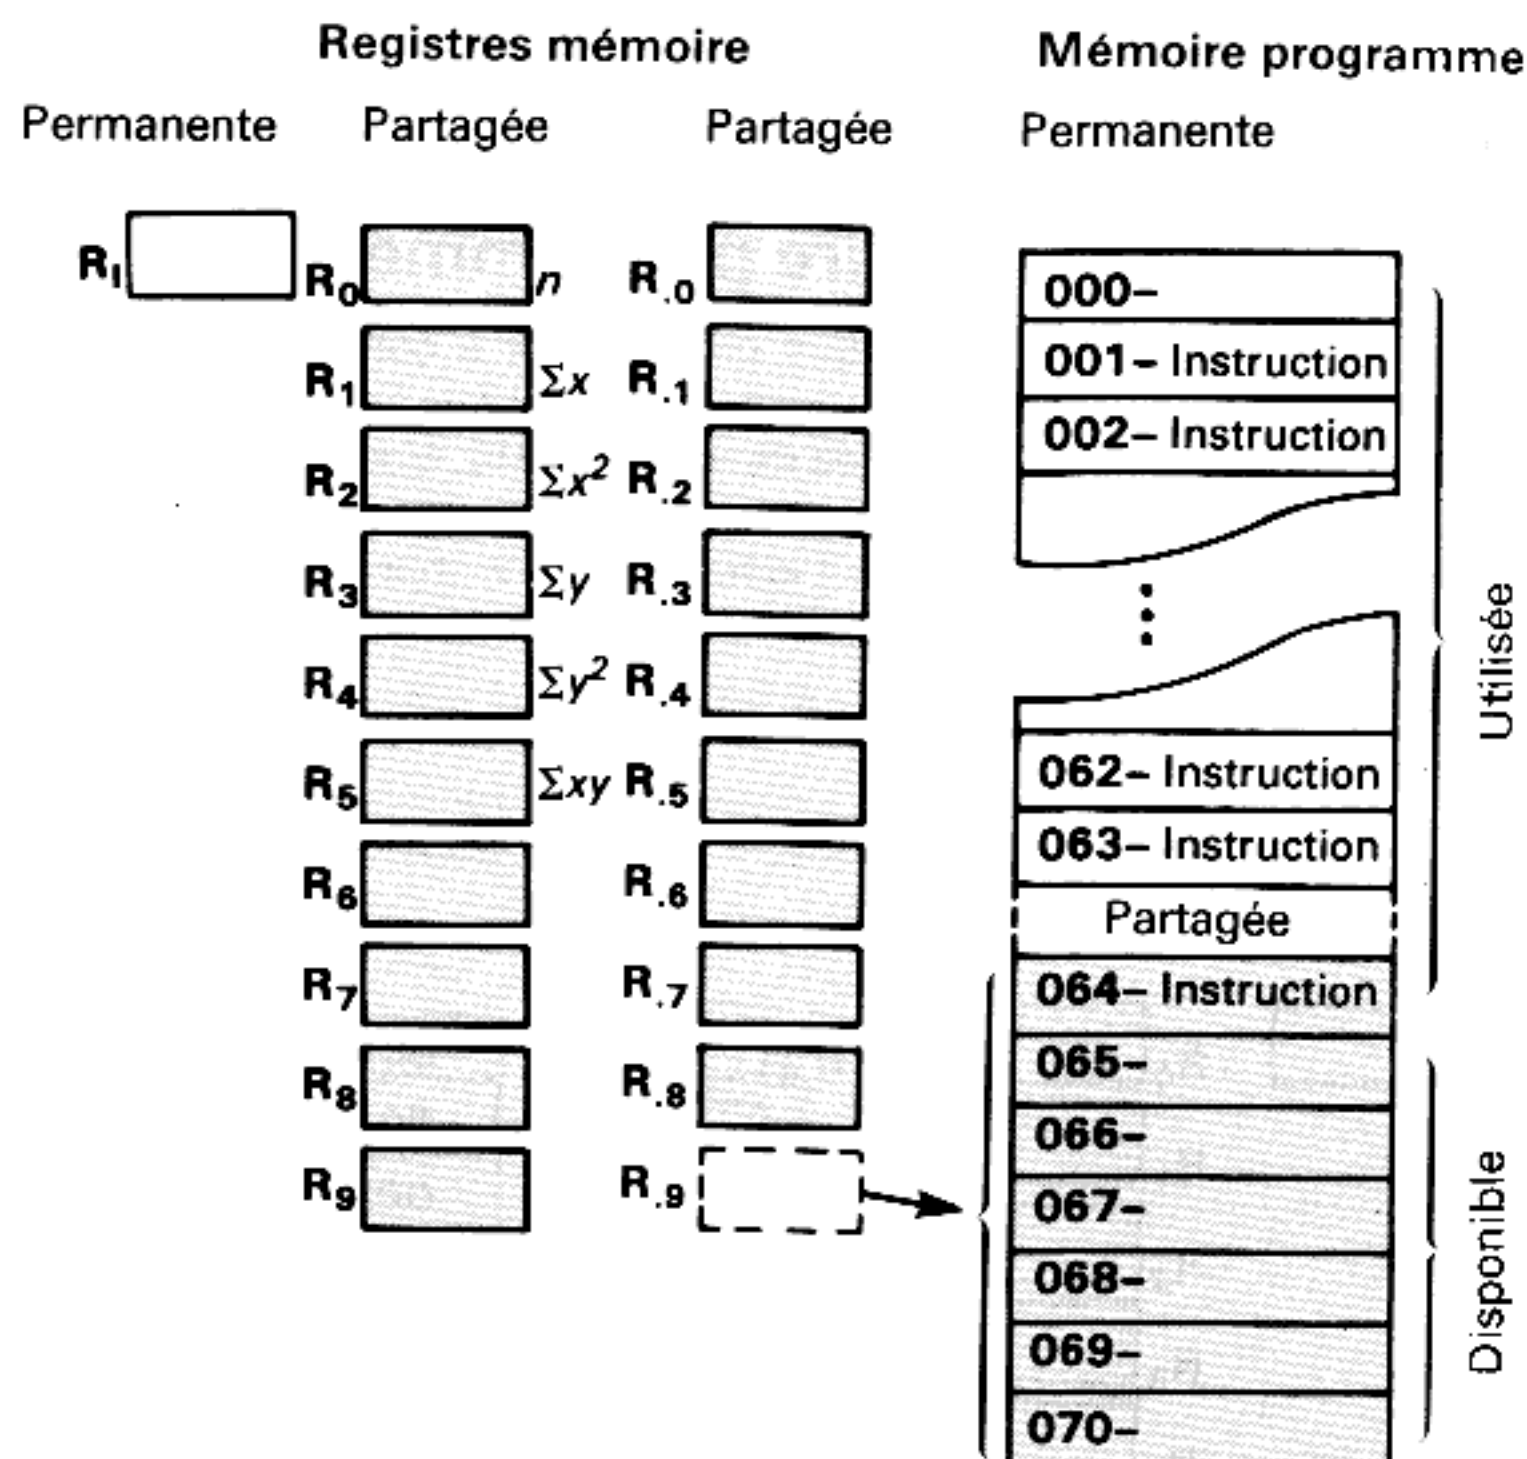 Registres mémoire
Mémoire programme
Permanente Partagée Partagée Permanente
RI R0 n R.0
R1 Σx R.1
R2 Σx² R.2
R3 Σy R.3
R4 Σy² R.4
R5 Σxy R.5
R6 R.6
R7 R.7
R8 R.8
R9 R.9
000–
001– Instruction
002– Instruction
062– Instruction
063– Instruction
Partagée
064– Instruction
065–
066–
067–
068–
069–
070–
Utilisée
Disponible